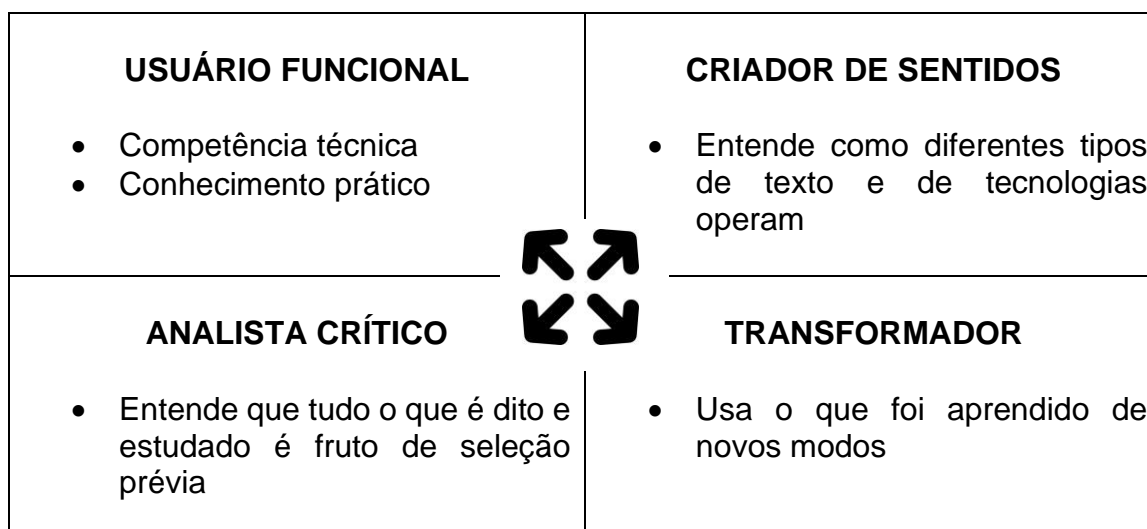 USUÁRIO FUNCIONAL
• Competência técnica
• Conhecimento prático
CRIADOR DE SENTIDOS
• Entende como diferentes tipos
de texto e de tecnologias
operam
ANALISTA CRÍTICO
• Entende que tudo o que é dito e
estudado é fruto de seleção
prévia
TRANSFORMADOR
• Usa o que foi aprendido de
novos modos